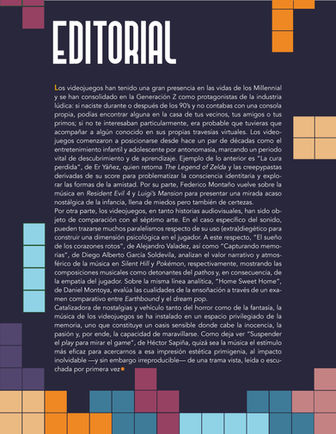 EDITORIAL
Los videojuegos han tenido una gran presencia en las vidas de los Millennial
y se han consolidado en la Generación Z como protagonistas de la industria
lúdica: si naciste durante o después de los 90's y no contabas con una consola
propia, podías encontrar alguna en la casa de tus vecinos, tus amigos o tus
primos; si no te interesaban particularmente, era probable que tuvieras que
acompañar a algún conocido en sus propias travesías virtuales. Los video-
juegos comenzaron a posicionarse desde hace un par de décadas como el
entretenimiento infantil y adolescente por antonomasia, marcando un periodo
vital de descubrimiento y de aprendizaje. Ejemplo de lo anterior es "La cura
perdida", de Er Yáñez, quien retoma The Legend of Zelda y las creepypastas
derivadas de su score para problematizar la consciencia identitaria y explo-
rar las formas de la amistad. Por su parte, Federico Montaño vuelve sobre la
música en Resident Evil 4 y Luigi's Mansion para presentar una mirada acaso
nostálgica de la infancia, llena de miedos pero también de certezas.
Por otra parte, los videojuegos, en tanto historias audiovisuales, han sido ob-
jeto de comparación con el séptimo arte. En el caso específico del sonido,
pueden trazarse muchos paralelismos respecto de su uso (extra)diegético para
construir una dimensión psicológica en el jugador. A este respecto, "El sueño
de los corazones rotos", de Alejandro Valadez, así como "Capturando memo-
rias", de Diego Alberto García Soldevila, analizan el valor narrativo y atmos-
férico de la música en Silent Hill y Pokémon, respectivamente, mostrando las
composiciones musicales como detonantes del pathos y, en consecuencia, de
la empatía del jugador. Sobre la misma línea analítica, "Home Sweet Home",
de Daniel Montoya, evalúa las cualidades de la ensoñación a través de un exa-
men comparativo entre Earthbound y el dream pop.
Catalizadora de nostalgias y vehículo tanto del horror como de la fantasía, la
música de los videojuegos se ha instalado en un espacio privilegiado de la
memoria, uno que constituye un oasis sensible donde cabe la inocencia, la
pasión y, por ende, la capacidad de maravillarse. Como deja ver "Suspender
el play para mirar el game", de Héctor Sapiña, quizá sea la música el estímulo
más eficaz para acercarnos a esa impresión estética primigenia, al impacto
inolvidable —y sin embargo irreproducible— de una trama vista, leída o escu-
chada por primera vez